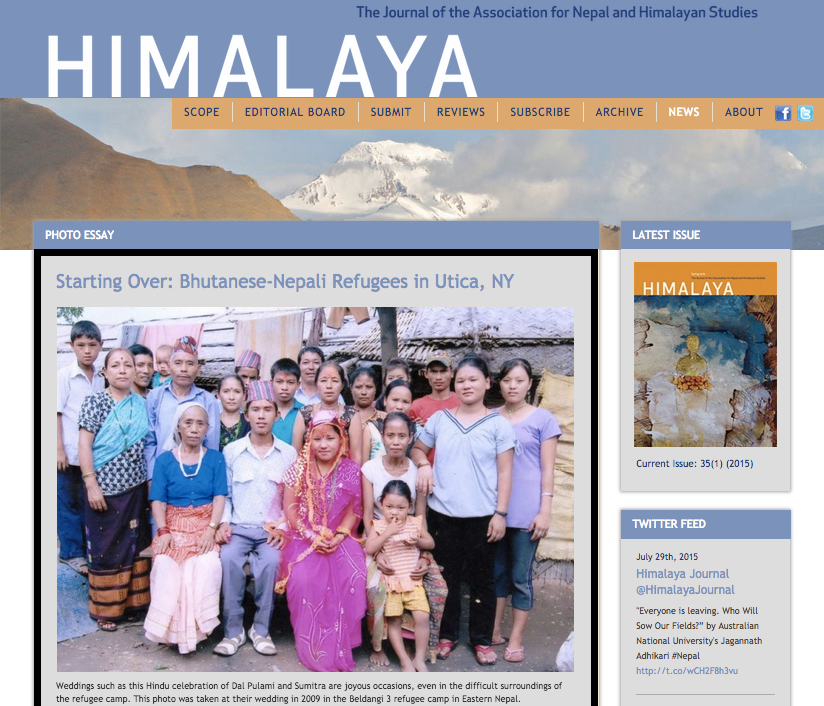 The Journal of the Association for Nepal and Himalayan Studies
HIMALAYA
SCOPE
EDITORIAL BOARD
SUBMIT
REVIEWS
SUBSCRIBE
ARCHIVE
NEWS
ABOUT
PHOTO ESSAY
Starting Over: Bhutanese-Nepali Refugees in Utica, NY
Weddings such as this Hindu celebration of Dal Pulami and Sumitra are joyous occasions, even in the difficult surroundings of
the refugee camp. This photo was taken at their wedding in 2009 in the Beldangi 3 refugee camp in Eastern Nepal.
LATEST ISSUE
HIMALAYA
Current Issue: 35(1) (2015)
TWITTER FEED
July 29th, 2015
Himalaya Journal
@HimalayaJournal
"Everyone is leaving. Who Will
Sow Our Fields?" by Australian
National University's Jagannath
Adhikari #Nepal
http://t.co/wCH2F8h3vu